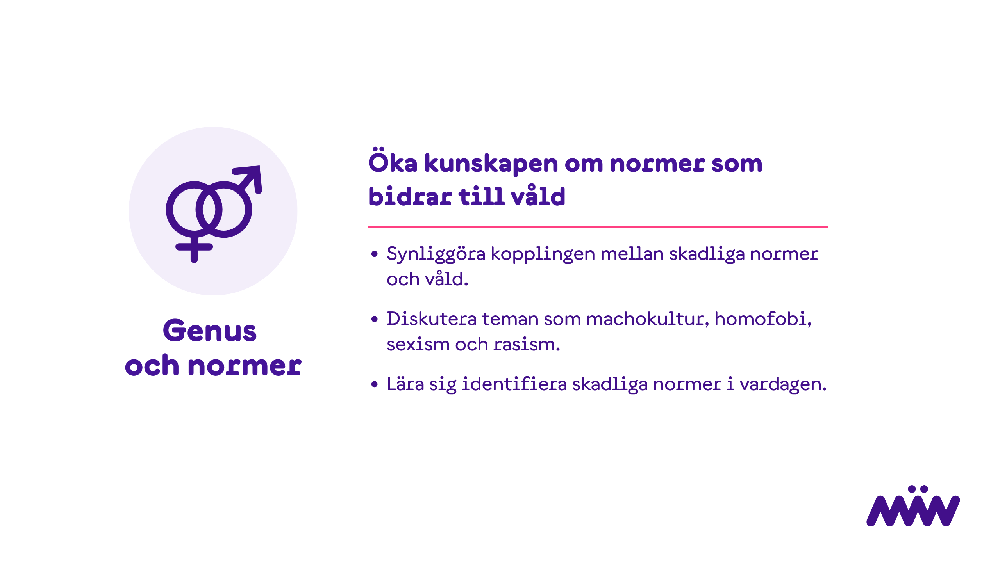 Genus
och normer
Öka kunskapen om normer som
bidrar till våld
• Synliggöra kopplingen mellan skadliga normer
och våld.
• Diskutera teman som machokultur, homofobi,
sexism och rasism.
• Lära sig identifiera skadliga normer i vardagen.
MÄN